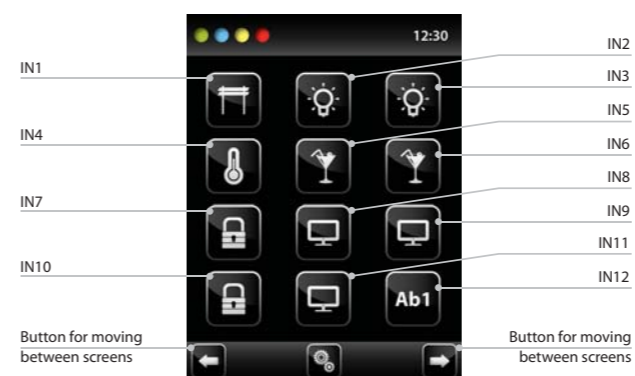 12:30
IN1
IN2
IN3
IN4
IN5
IN6
IN7
IN8
IN9
IN10
IN11
IN12
Ab1
Button for moving
between screens
Button for moving
between screens